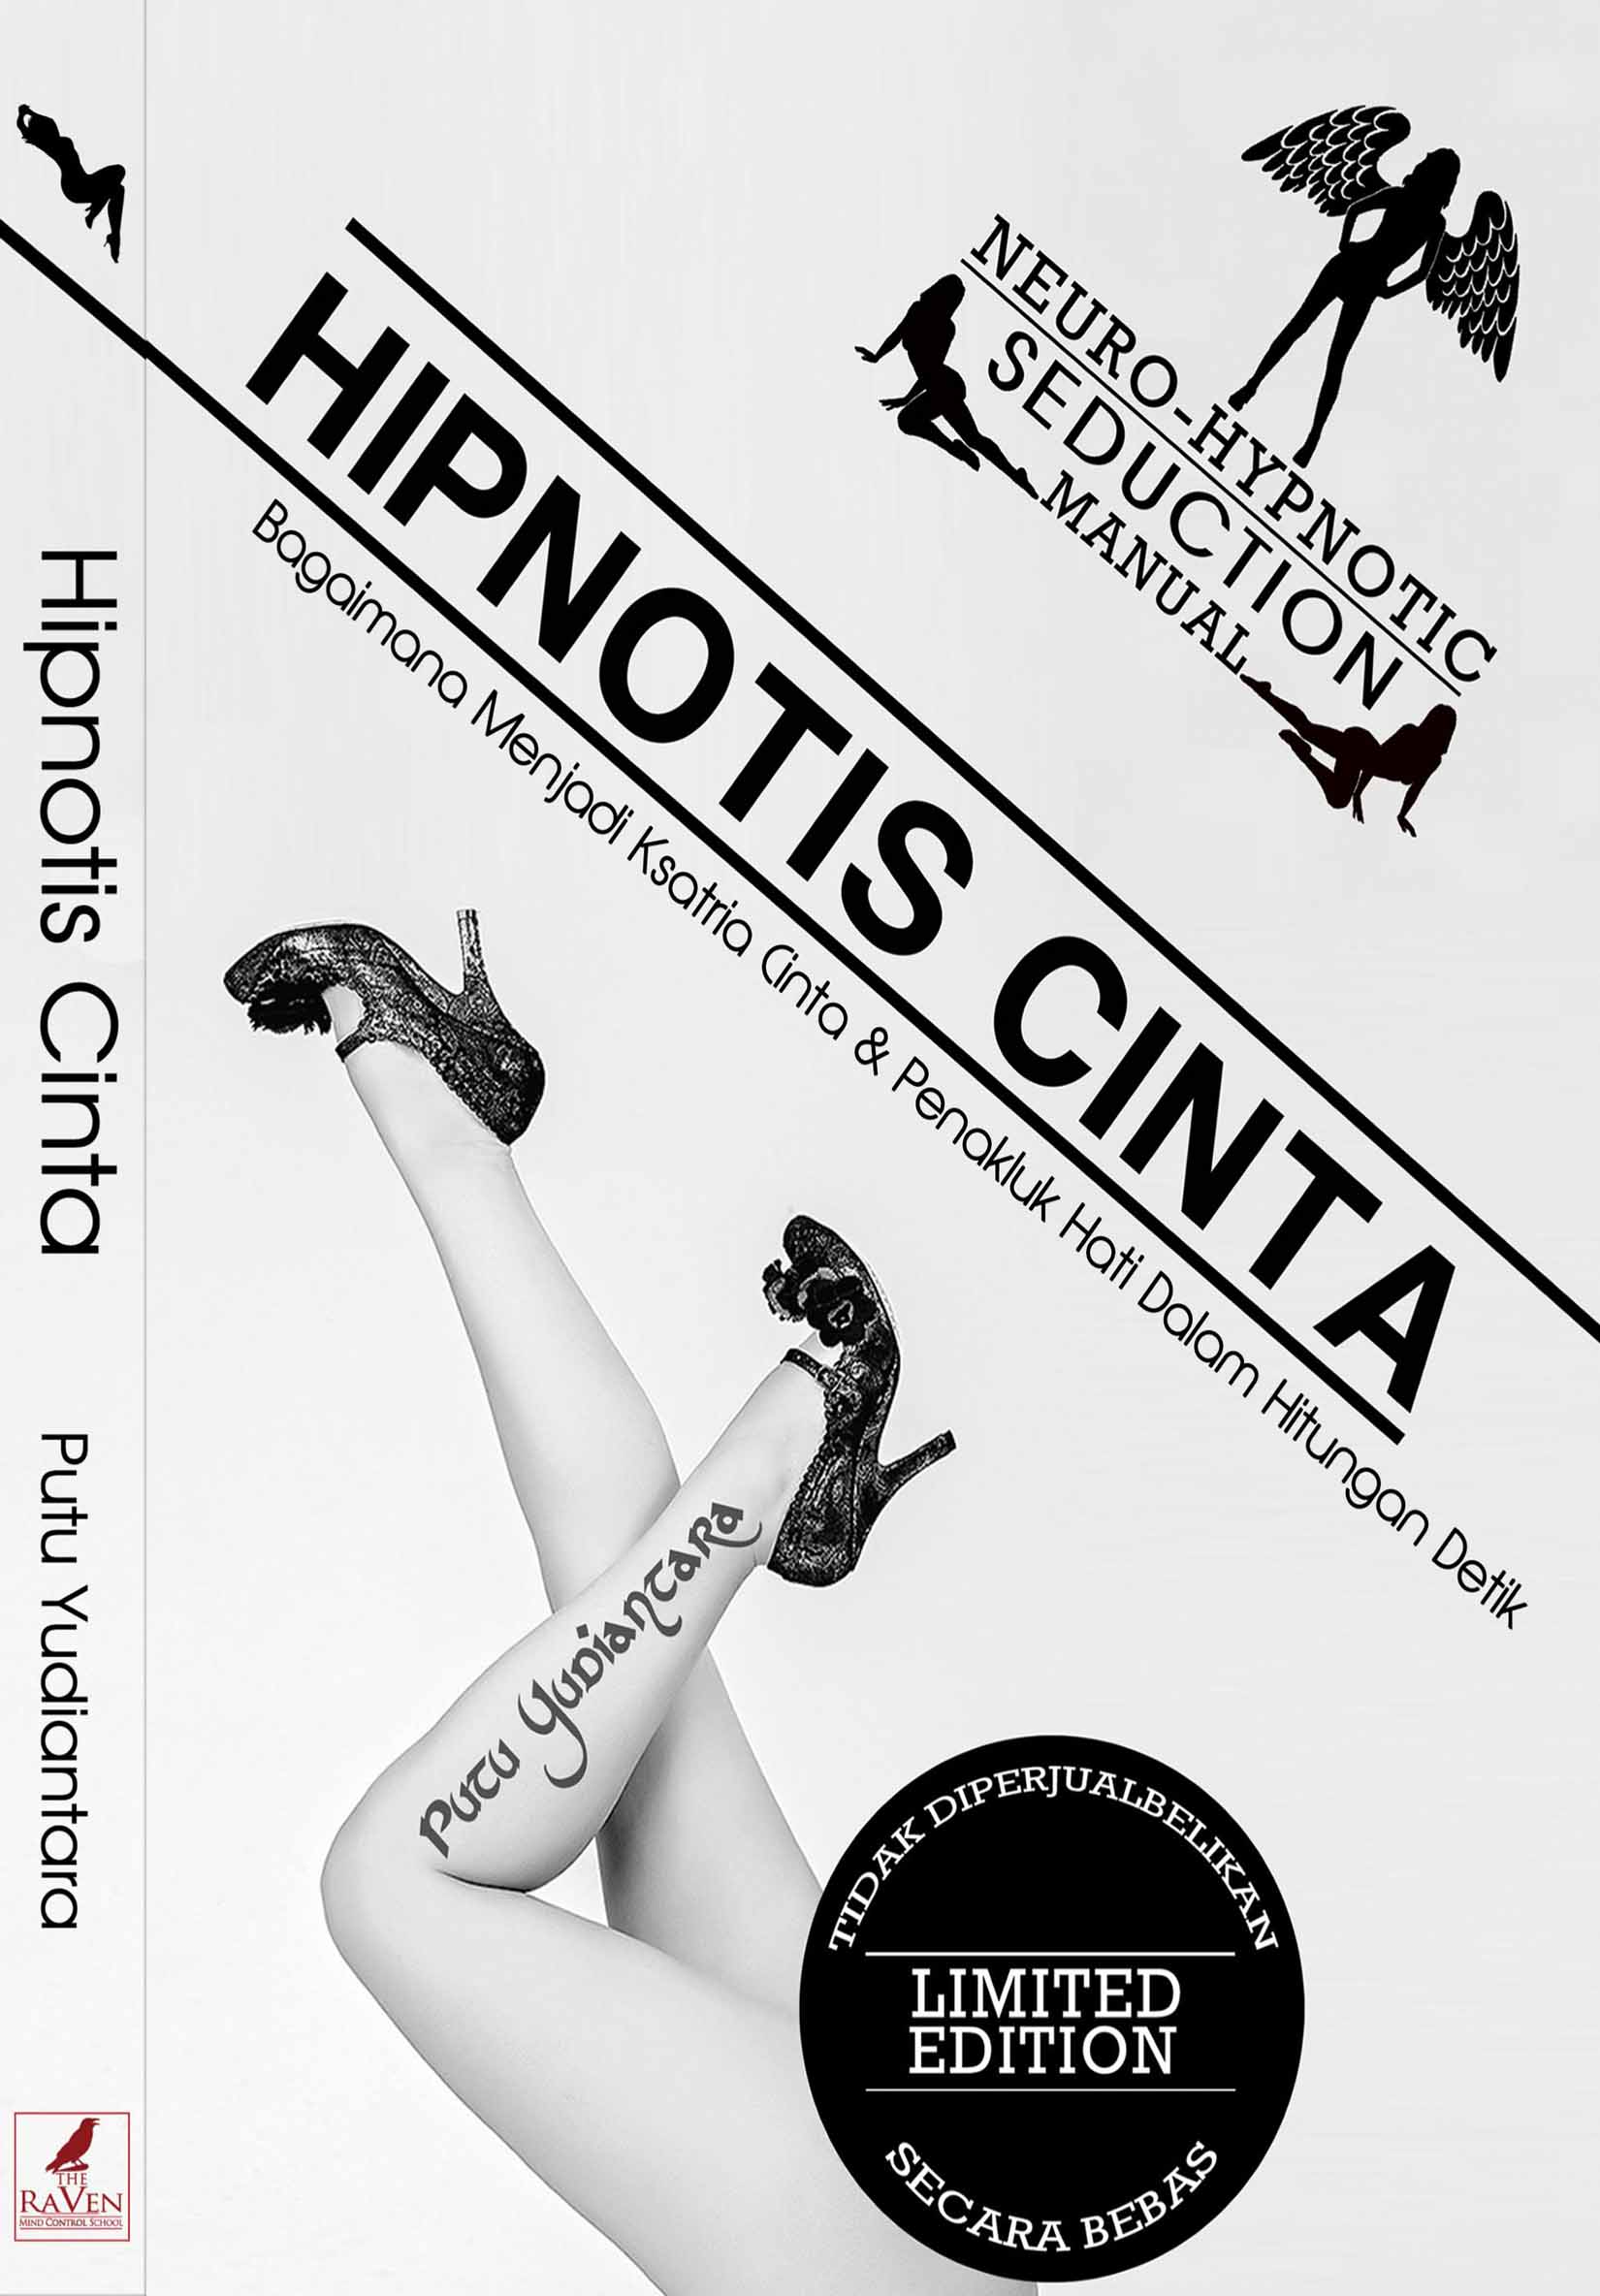 Hipnotis Cinta
Putu Yudiantara
THE
RAVEN
MIND CONTROL SCHOOL
NEURO-HYPNOTIC
SEDUCTION
MANUAL
HIPNOTIS CINTA
Bagaimana Menjadi Ksatria Cinta & Penakluk Hati Dalam Hitungan Detik
Putu Yudiantara
TIDAK DIPERJUALBELIKAN
LIMITED
EDITION
SECARA BEBAS